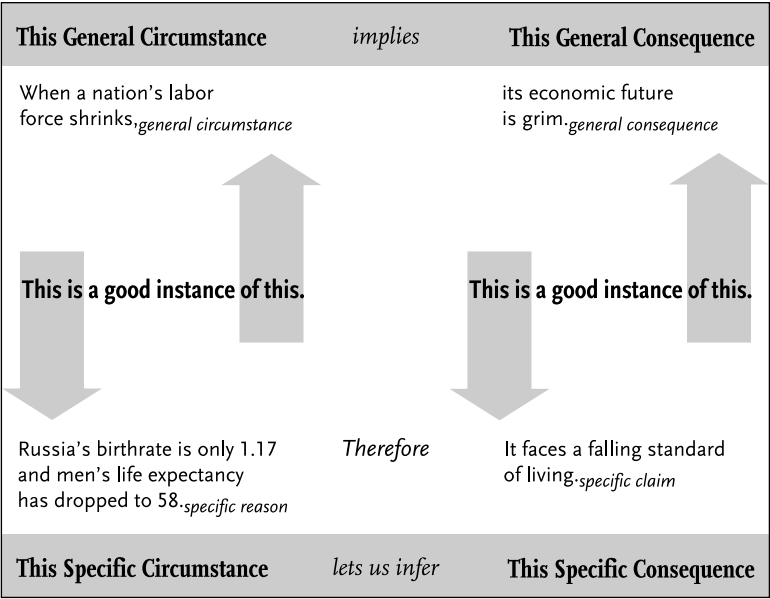 This General Circumstance implies This General Consequence
When a nation's labor
force shrinks,general circumstance
its economic future
is grim.general consequence
This is a good instance of this. This is a good instance of this.
Russia's birthrate is only 1.17
and men's life expectancy
has dropped to 58.specific reason
Therefore
It faces a falling standard
of living.specific claim
This Specific Circumstance lets us infer This Specific Consequence